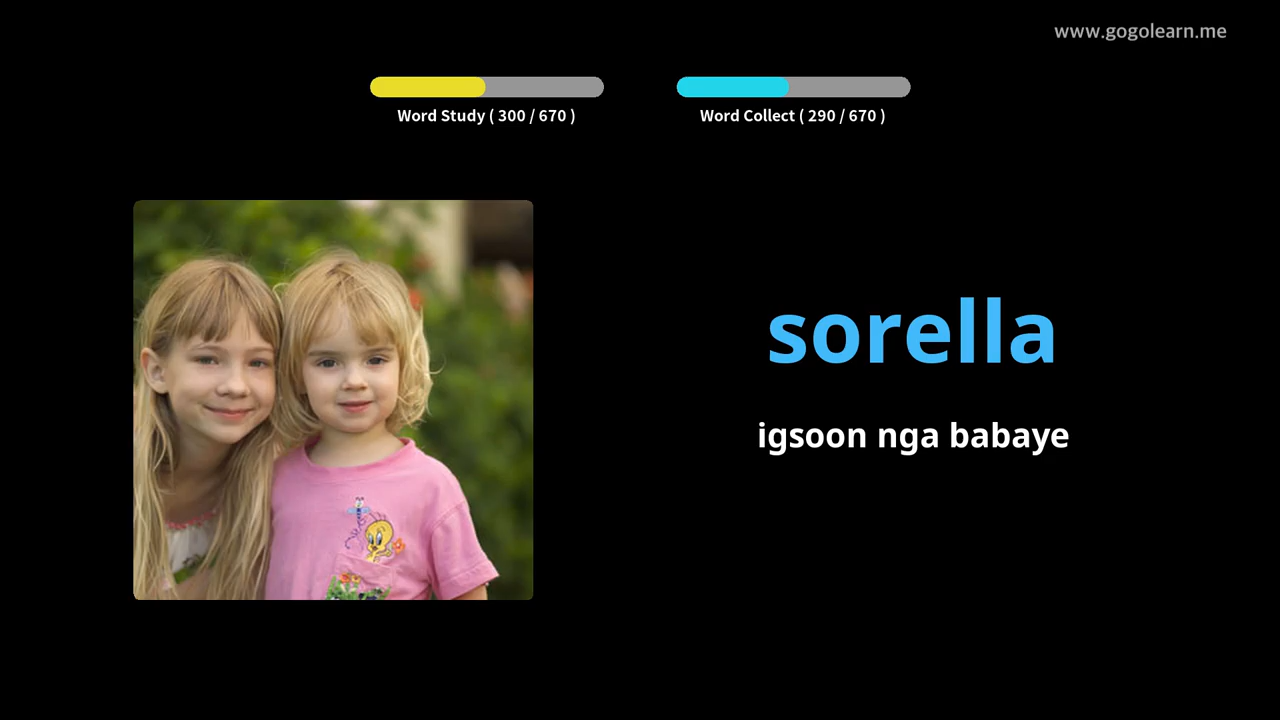 www.gogolearn.me
Word Study ( 300 / 670 )
Word Collect ( 290 / 670 )
sorella
igsoon nga babaye